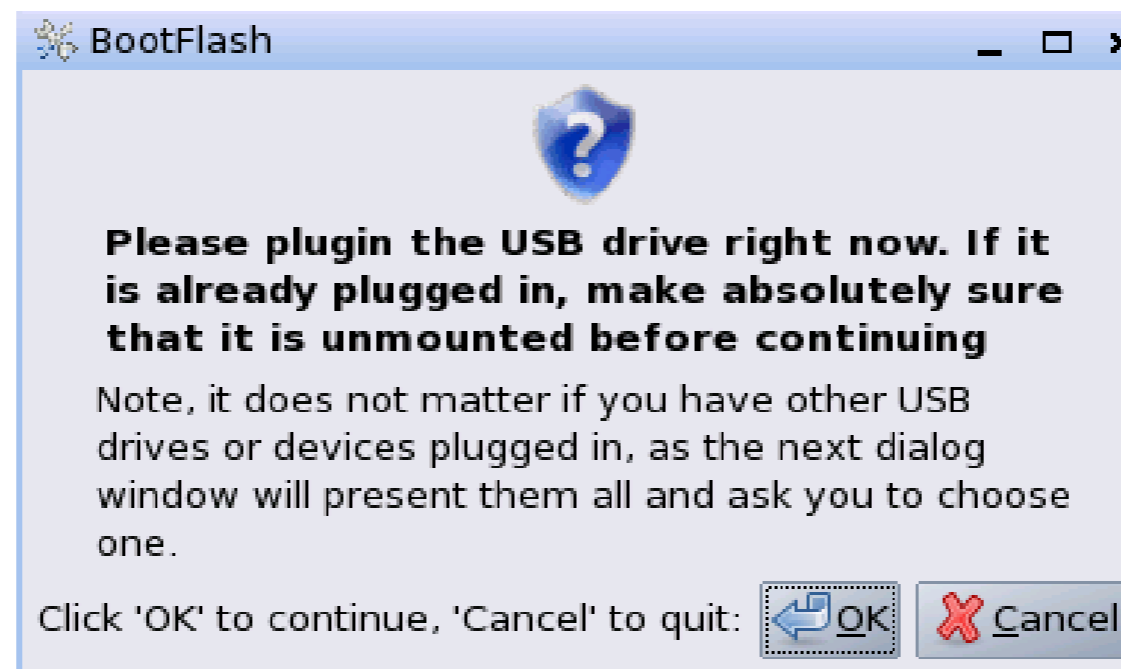 BootFlash
Please plugin the USB drive right now. If it
is already plugged in, make absolutely sure
that it is unmounted before continuing
Note, it does not matter if you have other USB
drives or devices plugged in, as the next dialog
window will present them all and ask you to choose
one.
Click 'OK' to continue, 'Cancel' to quit: OK Cancel